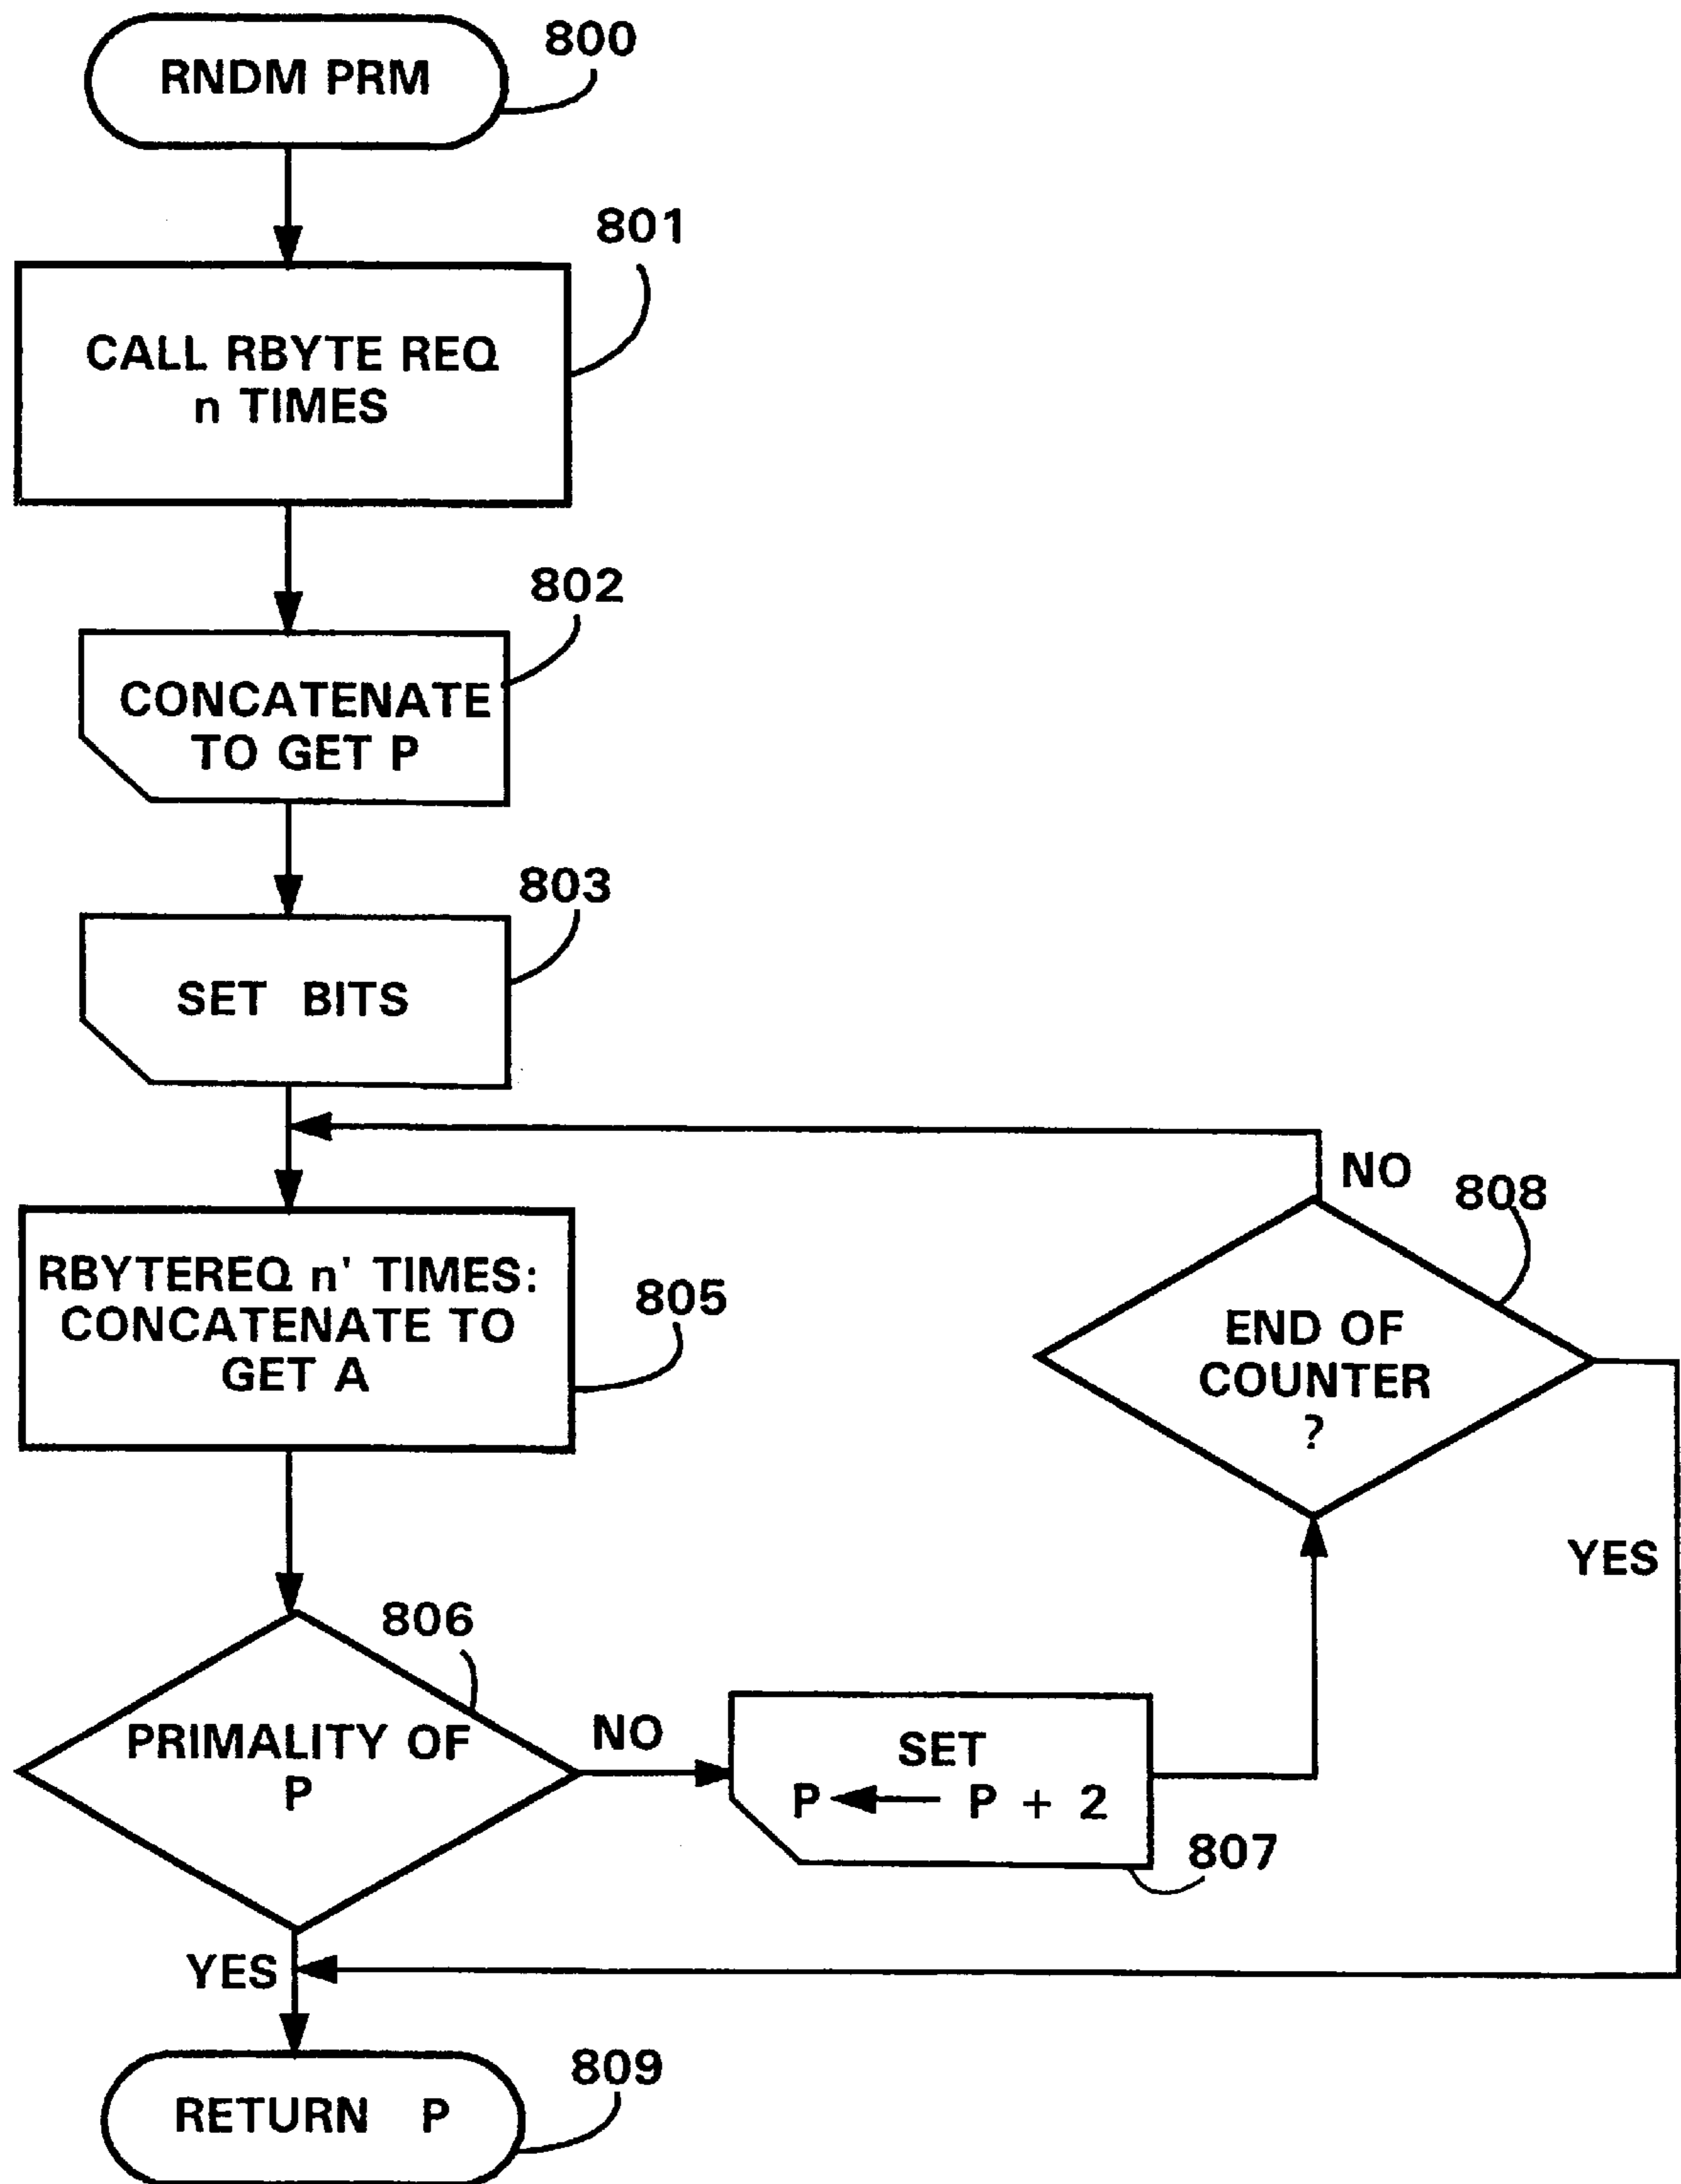 800
RNDM PRM
801
CALL RBYTE REQ
n TIMES
802
CONCATENATE
TO GET P
803
SET BITS
NO
808
RBYTEREQ n' TIMES:
CONCATENATE TO
GET A
805
END OF
COUNTER
?
YES
806
PRIMALITY OF
P
NO
SET
P ← P + 2
807
YES
809
RETURN P